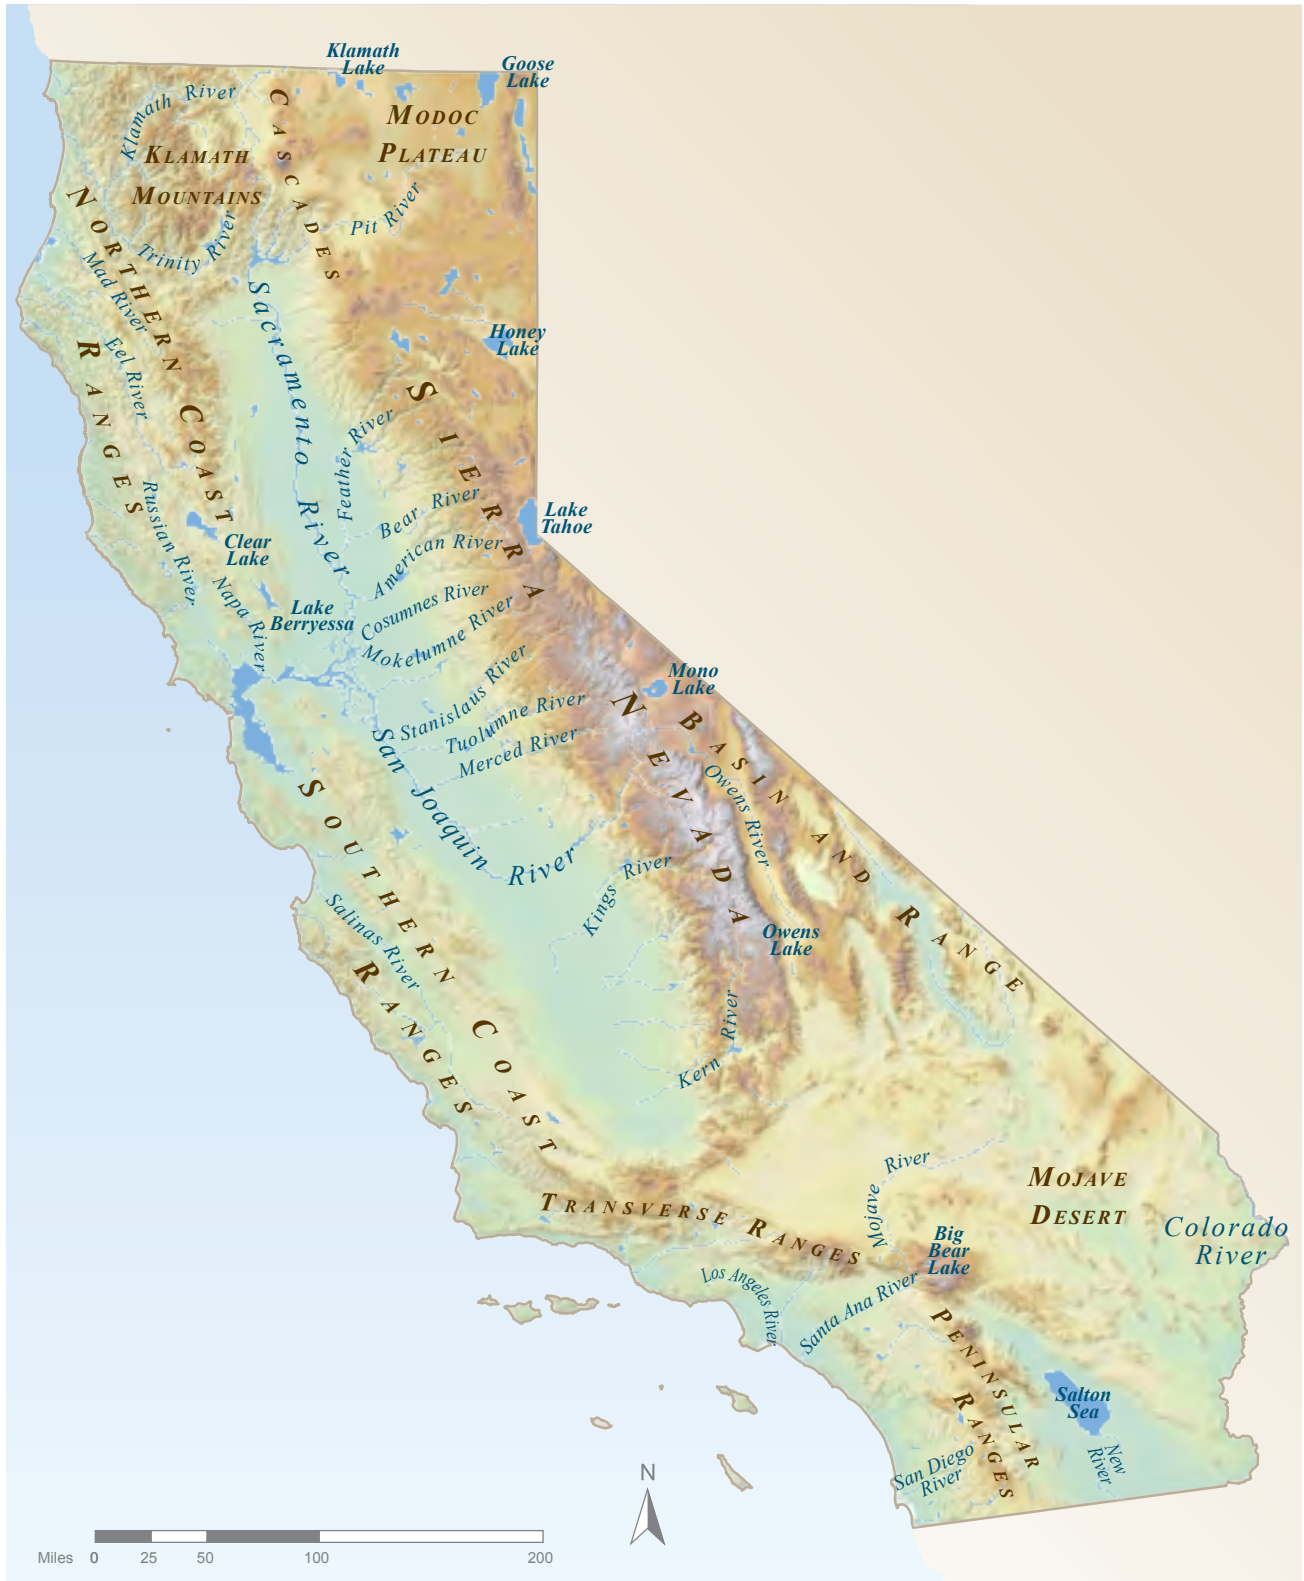 Klamath
Lake
Goose
Lake
Klamath River
CASCADES
MODOC
PLATEAU
KLAMATH
MOUNTAINS
Pit River
Trinity River
NORTHERN COAST
RANGES
Mad River
Eel River
Sacramento River
Honey
Lake
SIERRA
NEVADA
Feather River
Russian River
Bear River
Lake
Tahoe
Clear
Lake
American River
Napa River
Lake
Berryessa
Cosumnes River
Mokelumne River
Stanislaus River
Mono
Lake
Tuolumne River
Merced River
San Joaquin River
BASIN AND RANGE
Owens River
SOUTHERN COAST
RANGES
Kings River
Salinas River
Owens
Lake
Kern River
Mojave River
MOJAVE
DESERT
TRANSVERSE RANGES
Colorado
River
Big
Bear
Lake
Los Angeles River
Santa Ana River
PENINSULAR
RANGES
Salton
Sea
New
River
San Diego
River
N
Miles 0 25 50 100 200